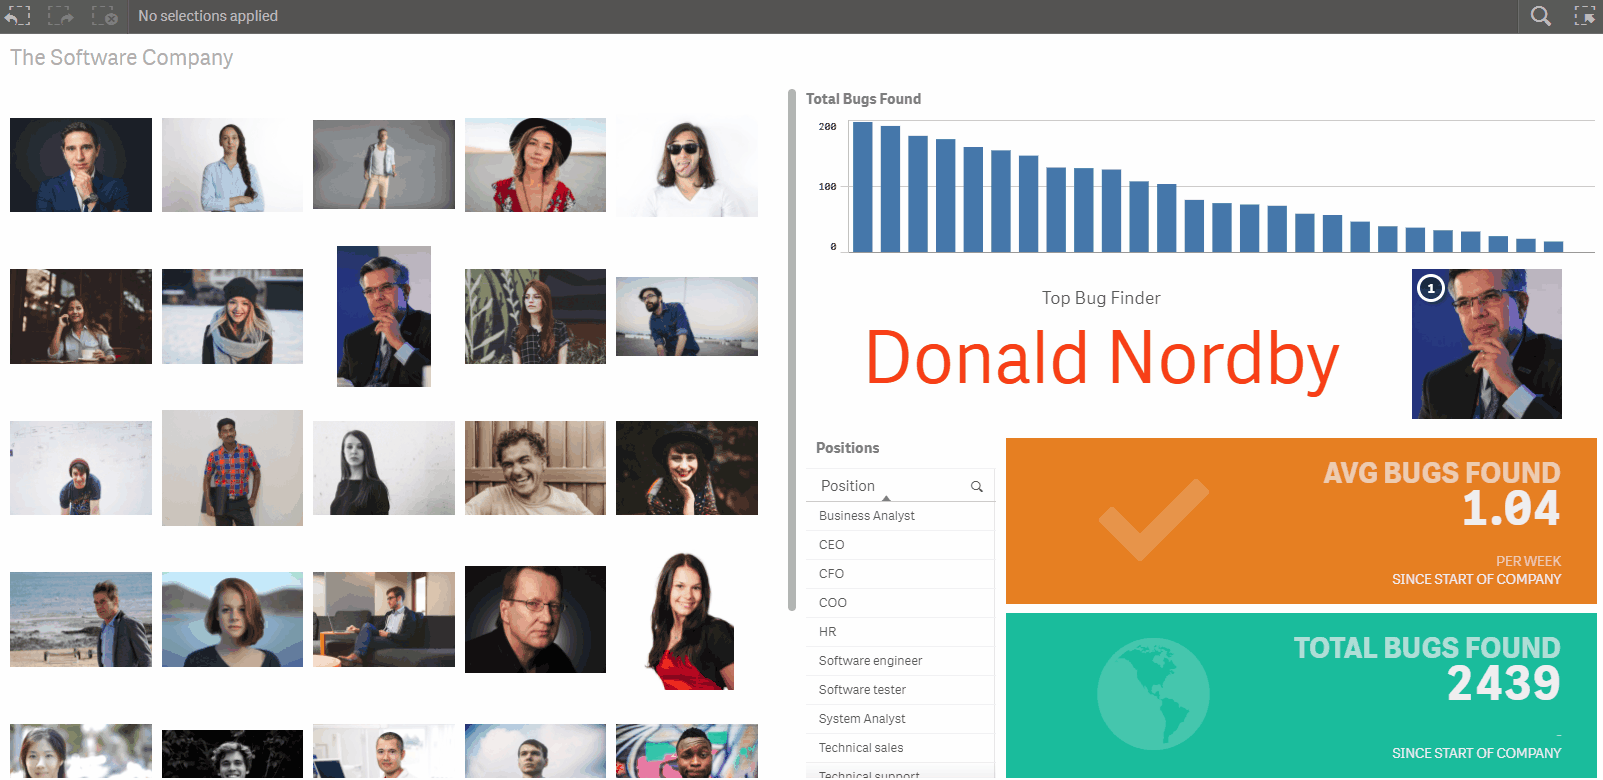 No selections applied
The Software Company
Total Bugs Found
200
100
0
Top Bug Finder
1
Donald Nordby
Positions
Position
Business Analyst
CEO
CFO
COO
HR
Software engineer
Software tester
System Analyst
Technical sales
Technical support
AVG BUGS FOUND
1.04
PER WEEK
SINCE START OF COMPANY
TOTAL BUGS FOUND
2439
-
SINCE START OF COMPANY